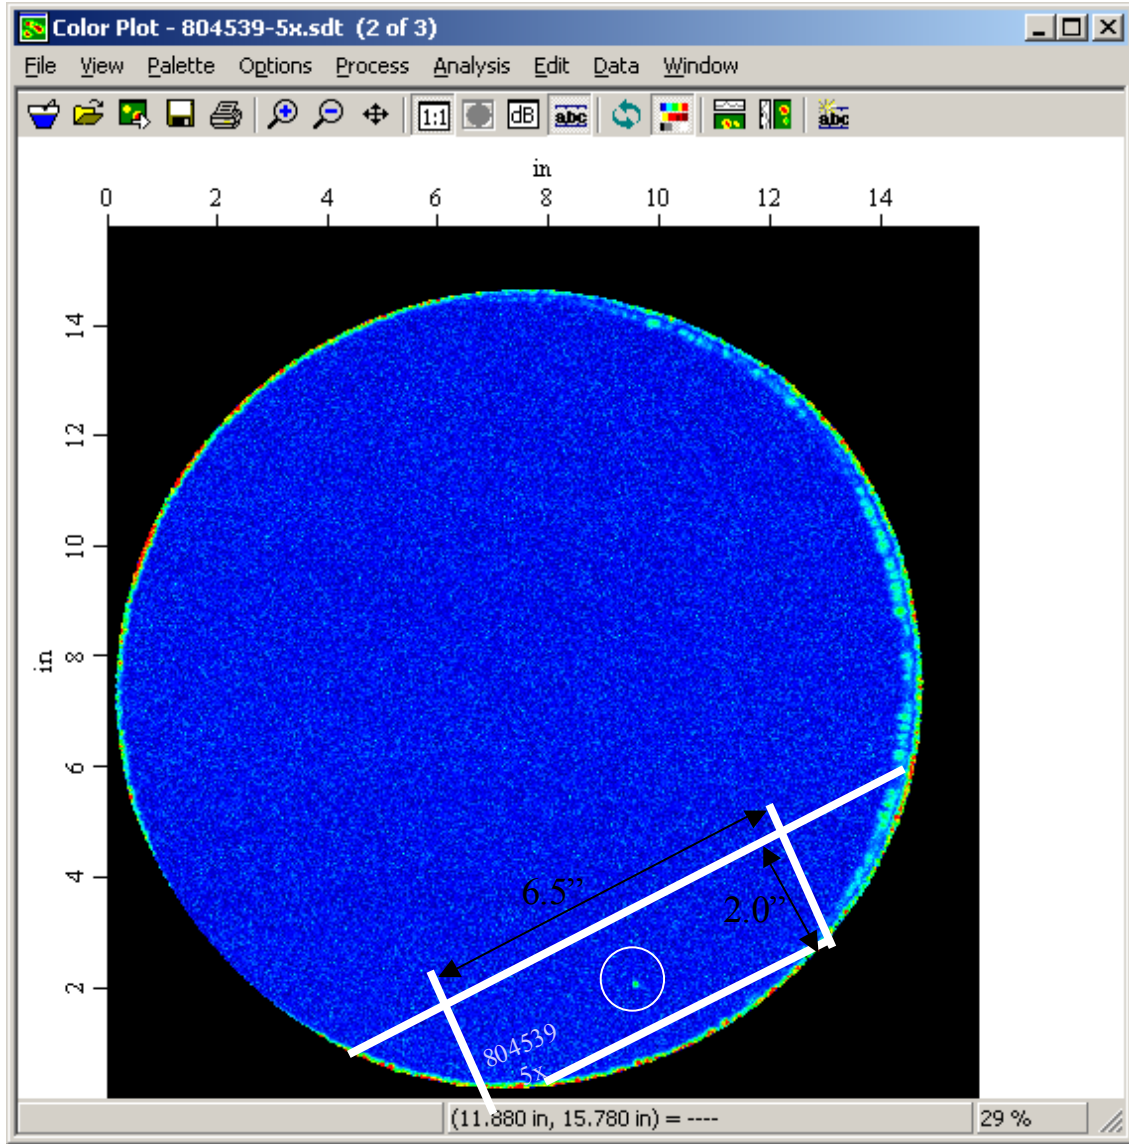 Color Plot - 804539-5x.sdt (2 of 3)
File View Palette Options Process Analysis Edit Data Window
1:1 dB abc abc
in
0 2 4 6 8 10 12 14
14
12
10
in
8
6
4
2
6.5”
2.0”
804539
5x
(11.880 in, 15.780 in) = ---- 29 %